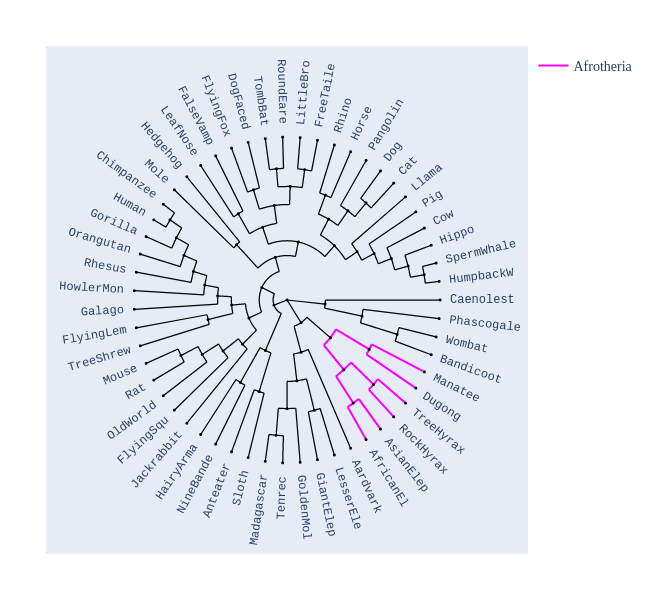 Afrotheria
Caenolest
HumpbackW
SpermWhale
Hippo
Cow
Pig
Llama
Cat
Dog
Pangolin
Horse
Rhino
FreeTaile
LittleBro
RoundEare
TombBat
DogFaced
FlyingFox
FalseVamp
LeafNose
Hedgehog
Mole
Chimpanzee
Human
Gorilla
Orangutan
Rhesus
HowlerMon
Galago
FlyingLem
TreeShrew
Mouse
Rat
OldWorld
FlyingSqu
Jackrabbit
HairyArma
NineBande
Anteater
Sloth
Madagascar
Tenrec
GoldenMol
GiantElep
LesserEle
Aardvark
AfricanEl
AsianElep
RockHyrax
TreeHyrax
Dugong
Manatee
Bandicoot
Wombat
Phascogale